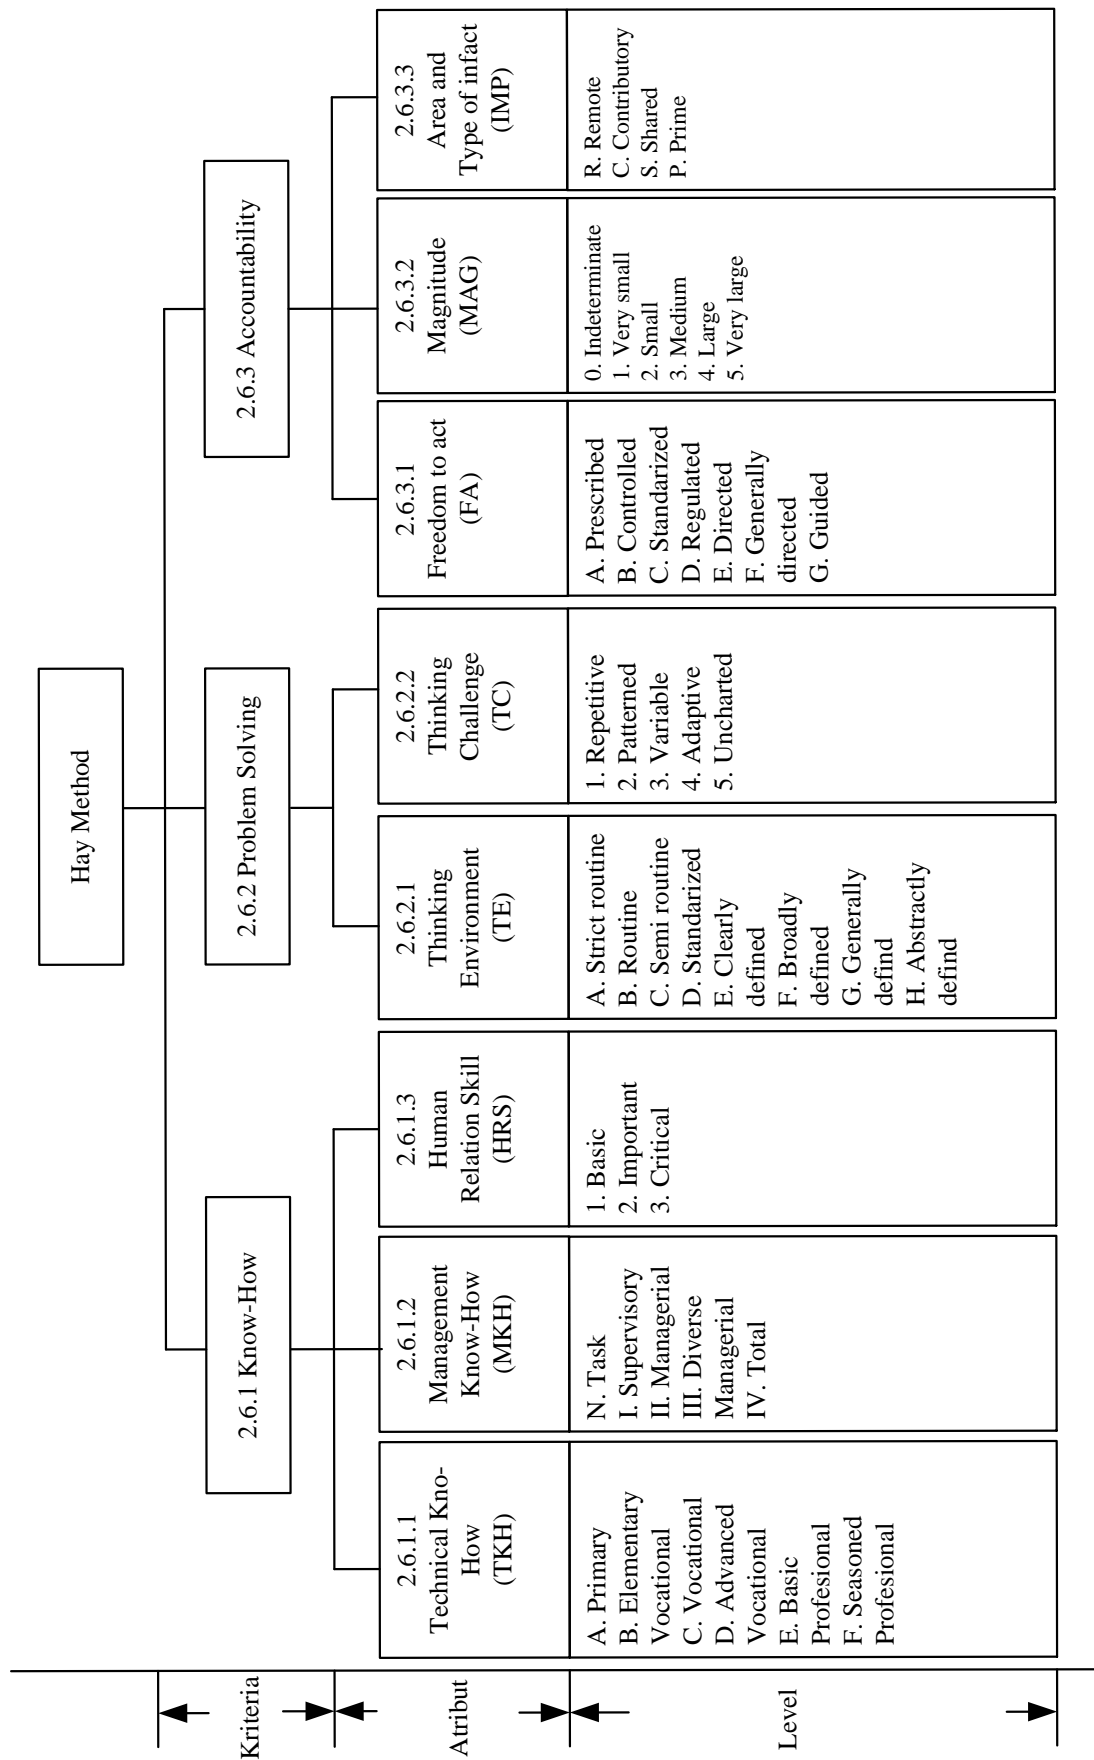 Hay Method
Kriteria
2.6.1 Know-How
2.6.2 Problem Solving
2.6.3 Accountability
Atribut
2.6.1.1
Technical Kno-
How
(TKH)
2.6.1.2
Management
Know-How
(MKH)
2.6.1.3
Human
Relation Skill
(HRS)
2.6.2.1
Thinking
Environment
(TE)
2.6.2.2
Thinking
Challenge
(TC)
2.6.3.1
Freedom to act
(FA)
2.6.3.2
Magnitude
(MAG)
2.6.3.3
Area and
Type of infact
(IMP)
Level
A. Primary
B. Elementary
Vocational
C. Vocational
D. Advanced
Vocational
E. Basic
Profesional
F. Seasoned
Profesional
N. Task
I. Supervisory
II. Managerial
III. Diverse
Managerial
IV. Total
1. Basic
2. Important
3. Critical
A. Strict routine
B. Routine
C. Semi routine
D. Standarized
E. Clearly
defined
F. Broadly
defined
G. Generally
defind
H. Abstractly
defind
1. Repetitive
2. Patterned
3. Variable
4. Adaptive
5. Uncharted
A. Prescribed
B. Controlled
C. Standarized
D. Regulated
E. Directed
F. Generally
directed
G. Guided
0. Indeterminate
1. Very small
2. Small
3. Medium
4. Large
5. Very large
R. Remote
C. Contributory
S. Shared
P. Prime